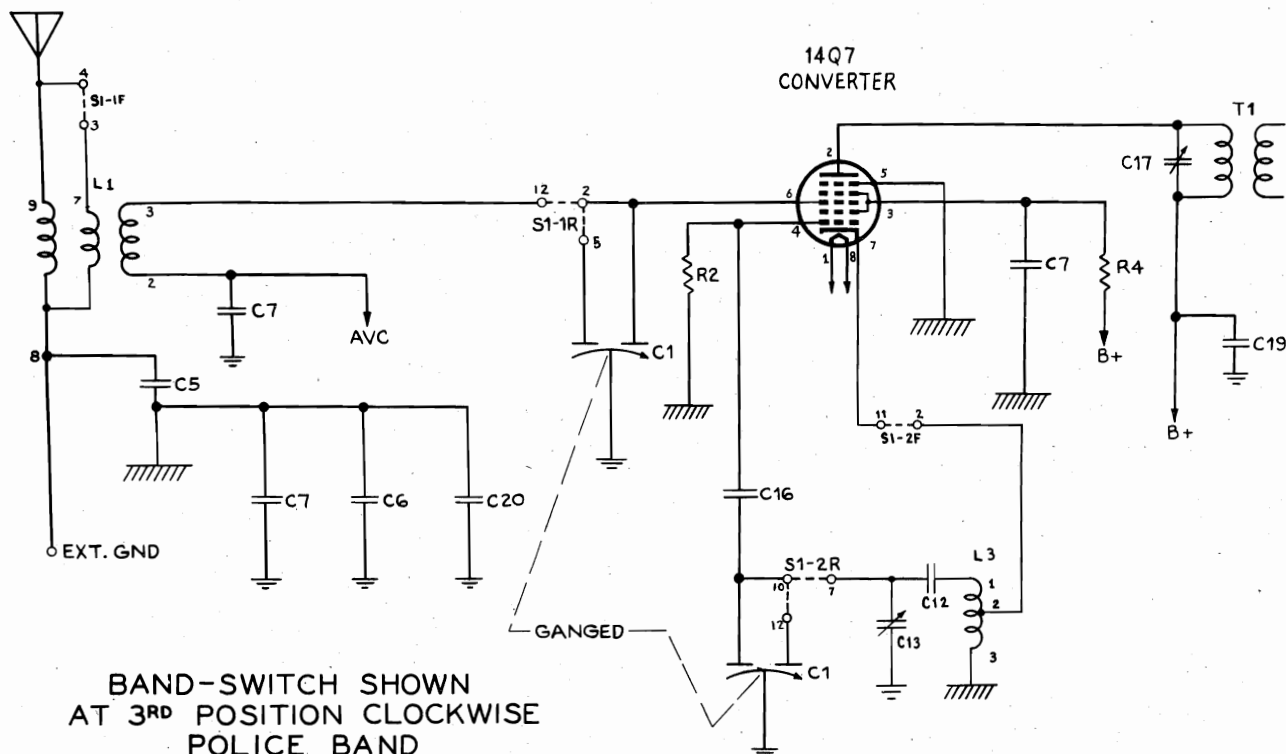 14Q7
CONVERTER
4
S1-1F
3
T1
C17
2
5
L1
9
7
3
12
2
S1-1R
5
6
4
3
7
1
8
R2
C7
R4
2
C7
AVC
C1
B+
C19
8
C5
11
2
S1-2F
B+
C7
C6
C20
C16
EXT. GND
S1-2R
10
7
12
L3
1
2
3
C12
C13
GANGED
C1
BAND-SWITCH SHOWN
AT 3RD POSITION CLOCKWISE
POLICE BAND